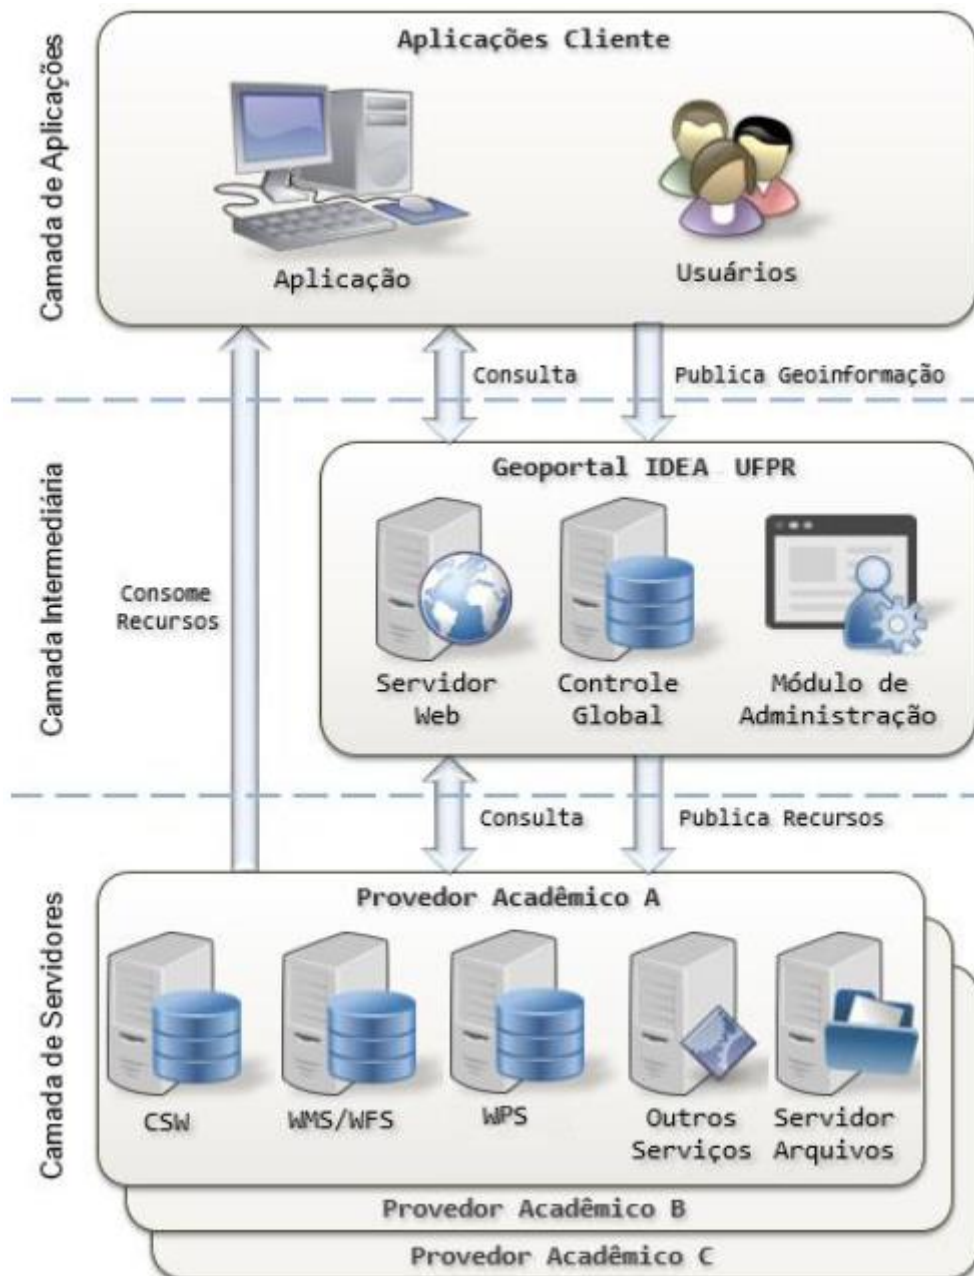 Camada de Aplicações
Aplicações Cliente
Aplicação
Usuários
Consulta
Publica Geoinformação
Camada Intermediária
Consome
Recursos
Geoportal IDEA UFPR
Servidor
Web
Controle
Global
Módulo de
Administração
Consulta
Publica Recursos
Camada de Servidores
Provedor Acadêmico A
CSW
WMS/WFS
WPS
Outros
Serviços
Servidor
Arquivos
Provedor Acadêmico B
Provedor Acadêmico C